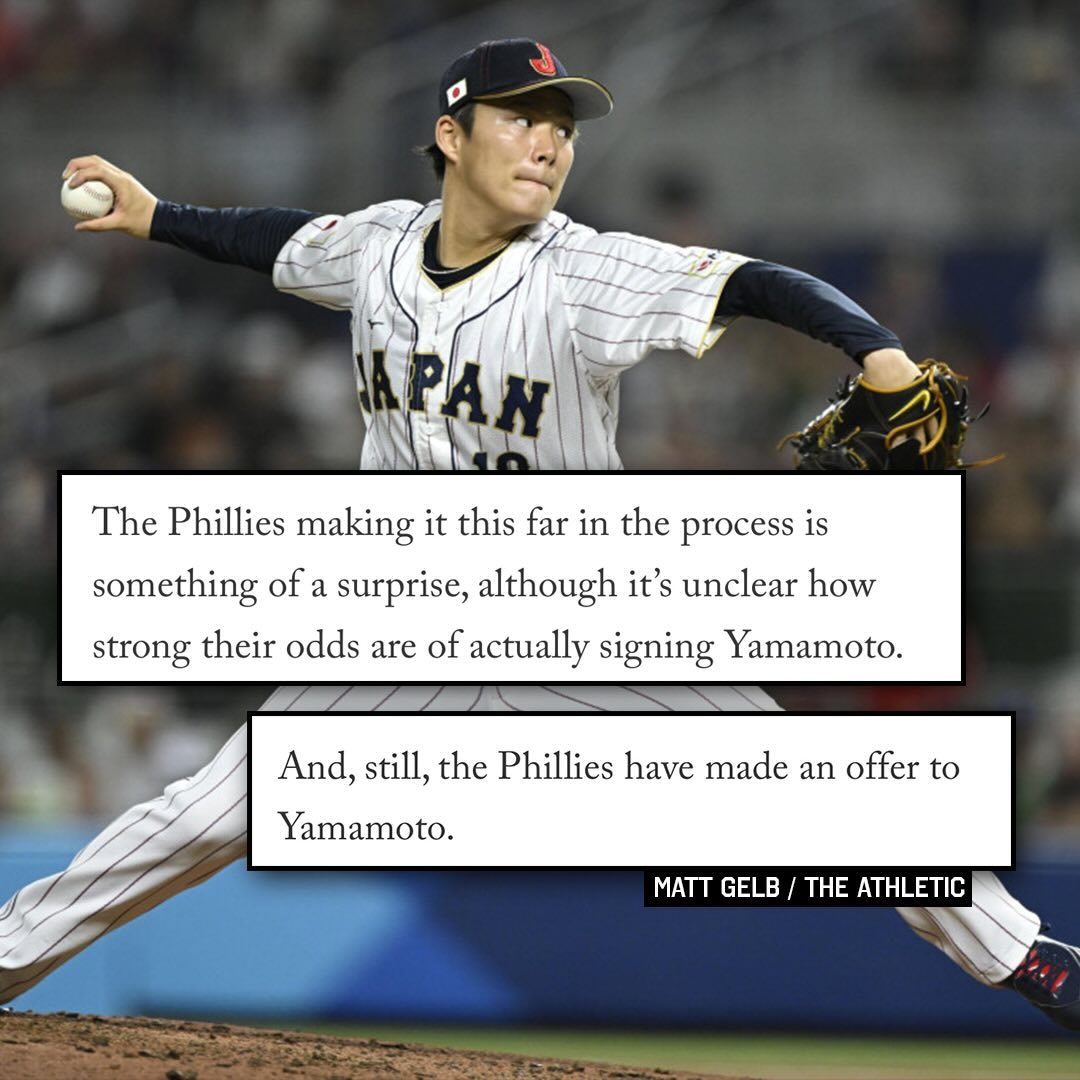 J
JAPAN
18
The Phillies making it this far in the process is
something of a surprise, although it’s unclear how
strong their odds are of actually signing Yamamoto.
And, still, the Phillies have made an offer to
Yamamoto.
MATT GELB / THE ATHLETIC